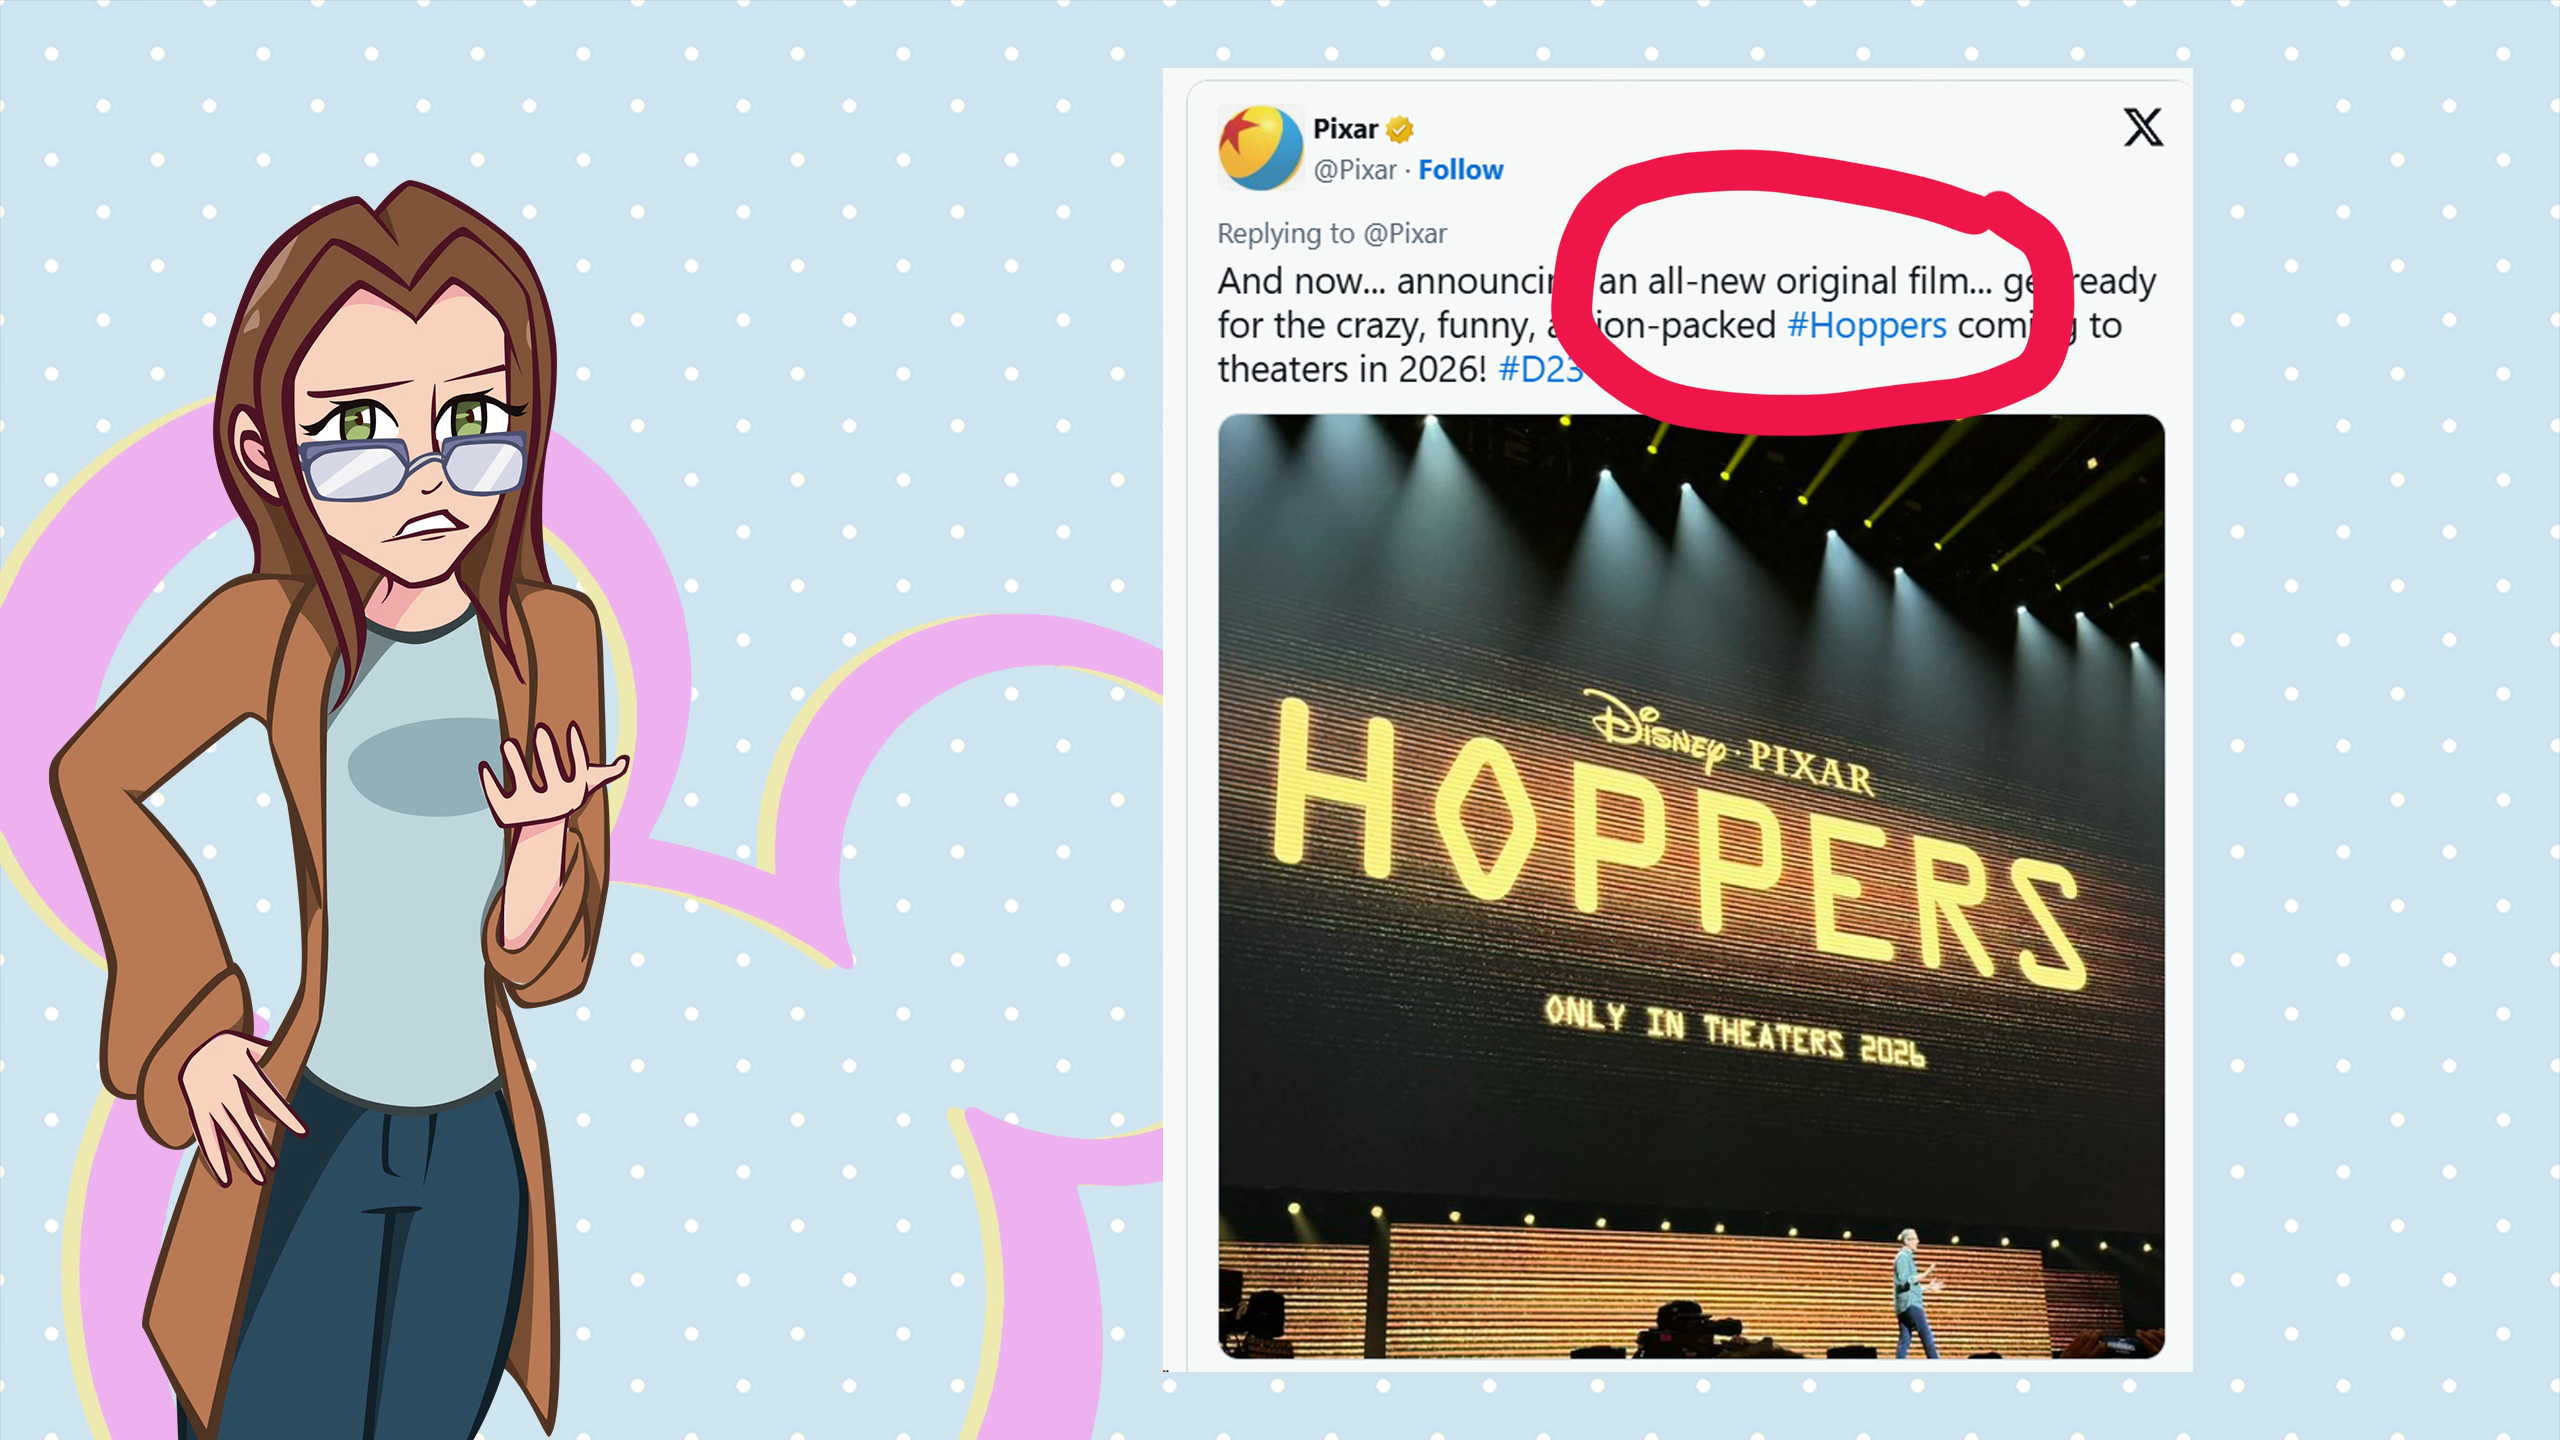 Pixar
@Pixar · Follow
X
Replying to @Pixar
And now... announcin an all-new original film... ge ready
for the crazy, funny, a ion-packed #Hoppers comi g to
theaters in 2026! #D23
Disney · PIXAR
HOPPERS
ONLY IN THEATERS 2026